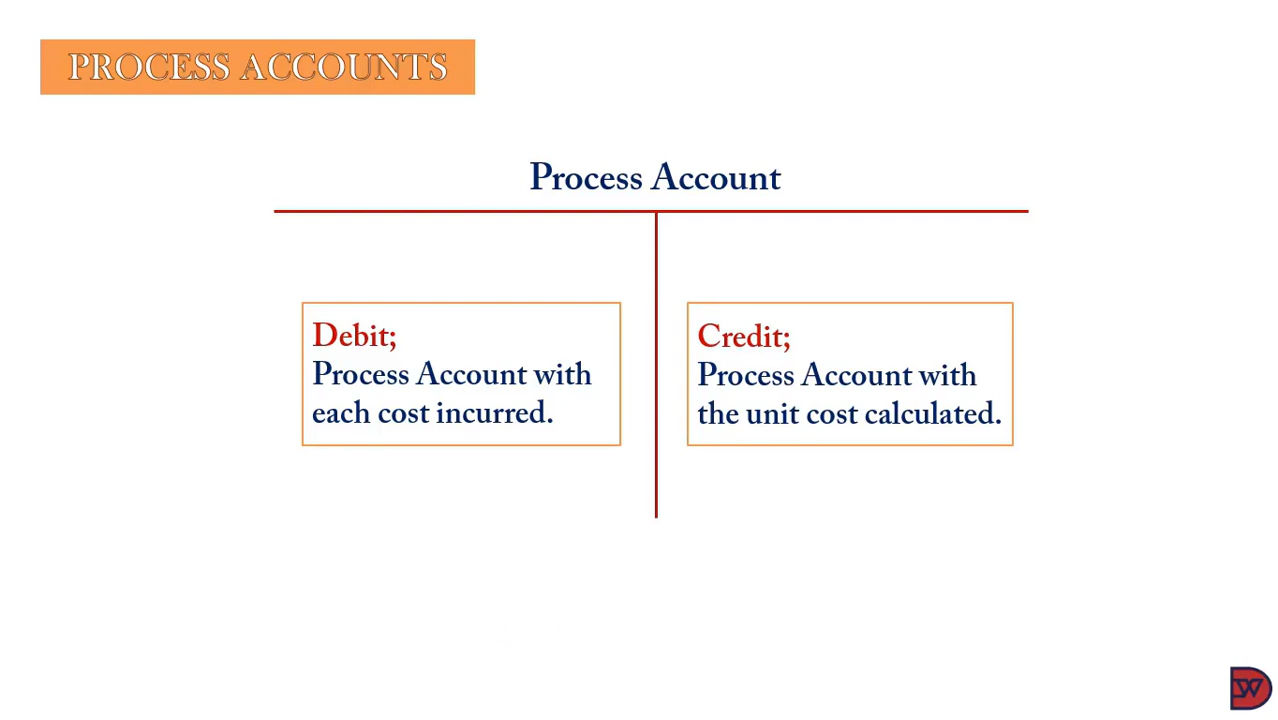 PROCESS ACCOUNTS
Process Account
Debit;
Process Account with
each cost incurred.
Credit;
Process Account with
the unit cost calculated.
DW